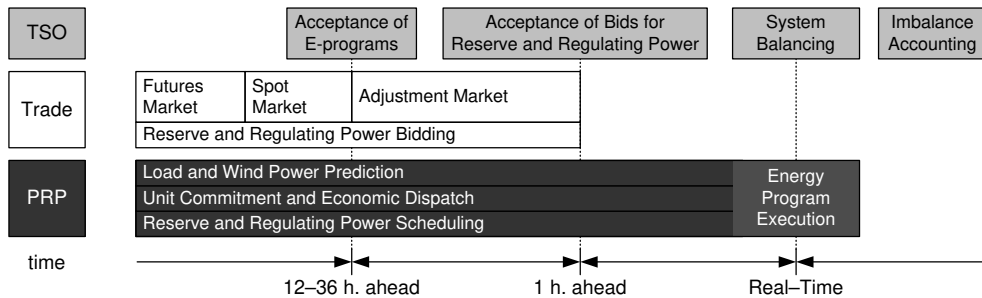 TSO
Acceptance of
E-programs
Acceptance of Bids for
Reserve and Regulating Power
System
Balancing
Imbalance
Accounting
Trade
Futures
Market
Spot
Market
Adjustment Market
Reserve and Regulating Power Bidding
PRP
Load and Wind Power Prediction
Unit Commitment and Economic Dispatch
Reserve and Regulating Power Scheduling
Energy
Program
Execution
time
12–36 h. ahead
1 h. ahead
Real–Time